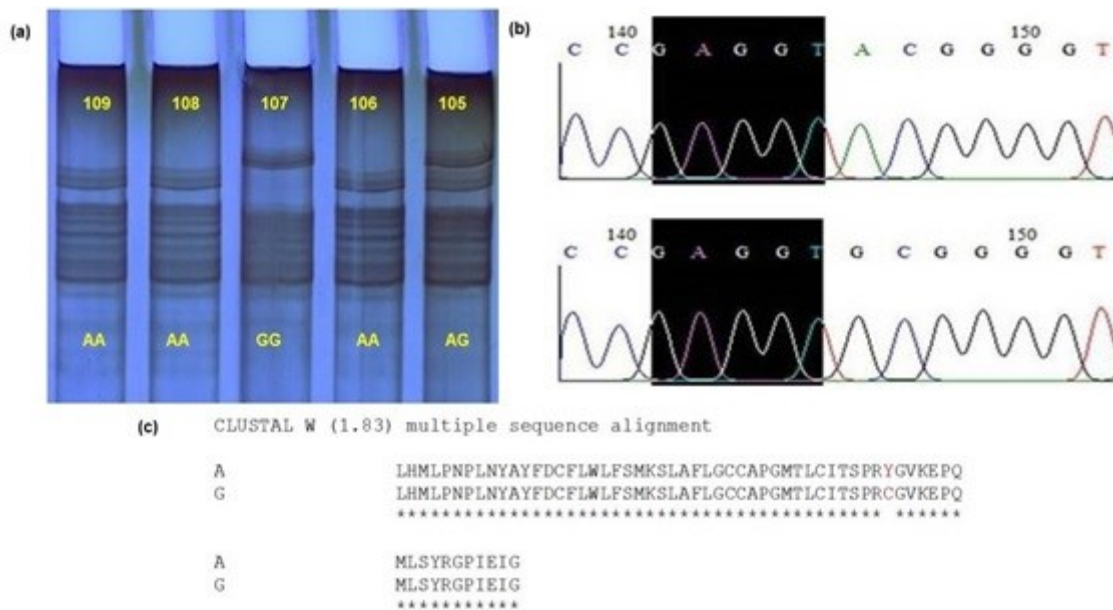 (a)
109 108 107 106 105
AA AA GG AA AG
(b)
140 150
C C G A G G T A C G G G G T
140 150
C C G A G G T G C G G G G T
(c) CLUSTAL W (1.83) multiple sequence alignment
A LHMLPNPLNYAYFDCFLWLFSMKSLAFLGCCAPGMTLCITSPRYGVKEPQ
G LHMLPNPLNYAYFDCFLWLFSMKSLAFLGCCAPGMTLCITSPRCGVKEPQ
******************************************* ******
A MLSYRGPIEIG
G MLSYRGPIEIG
***********